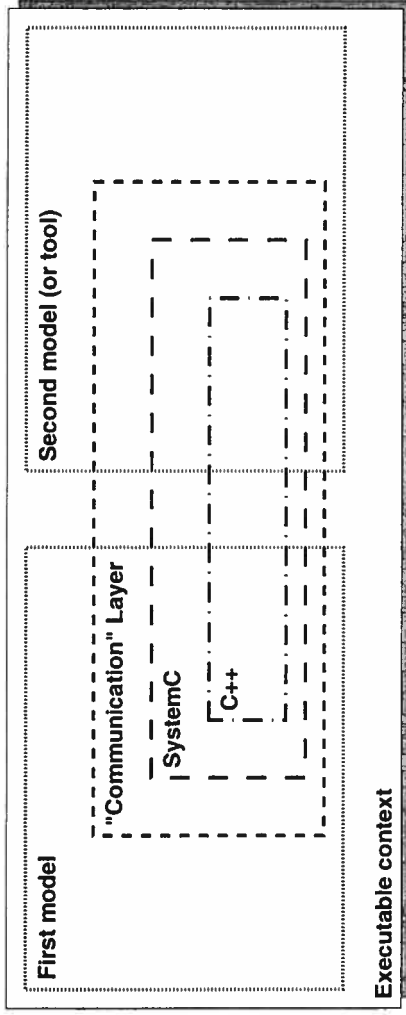 First model
Second model (or tool)
"Communication" Layer
SystemC
C++
Executable context